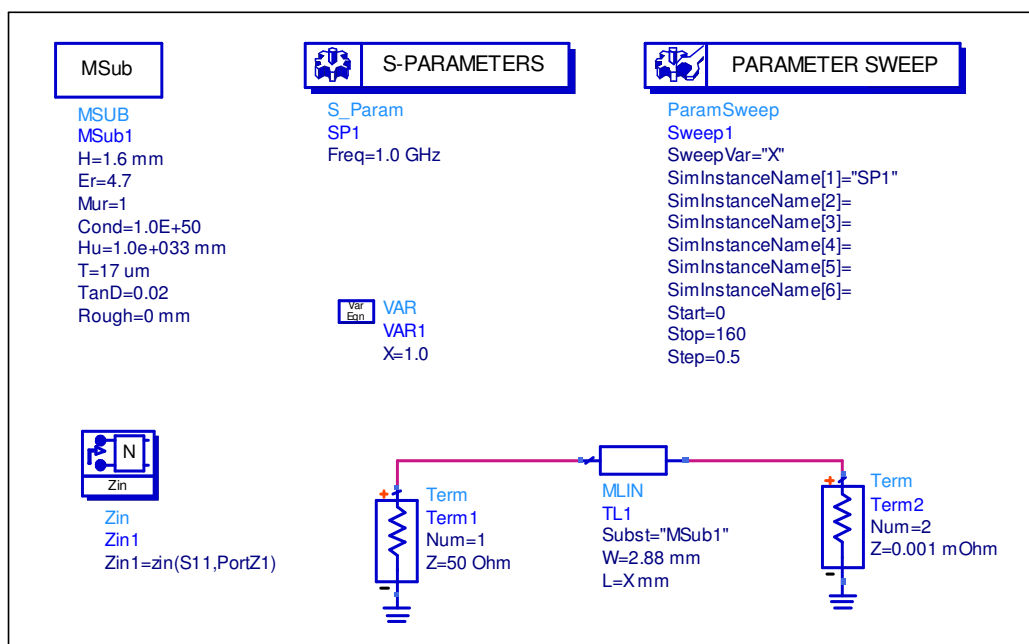 MSub
MSUB
MSub1
H=1.6 mm
Er=4.7
Mur=1
Cond=1.0E+50
Hu=1.0e+033 mm
T=17 um
TanD=0.02
Rough=0 mm
S-PARAMETERS
S_Param
SP1
Freq=1.0 GHz
PARAMETER SWEEP
ParamSweep
Sweep1
SweepVar="X"
SimInstanceName[1]="SP1"
SimInstanceName[2]=
SimInstanceName[3]=
SimInstanceName[4]=
SimInstanceName[5]=
SimInstanceName[6]=
Start=0
Stop=160
Step=0.5
Var
Eqn
VAR
VAR1
X=1.0
N
Zin
Zin
Zin1
Zin1=zin(S11,PortZ1)
+
-
Term
Term1
Num=1
Z=50 Ohm
MLIN
TL1
Subst="MSub1"
W=2.88 mm
L=X mm
+
-
Term
Term2
Num=2
Z=0.001 mOhm